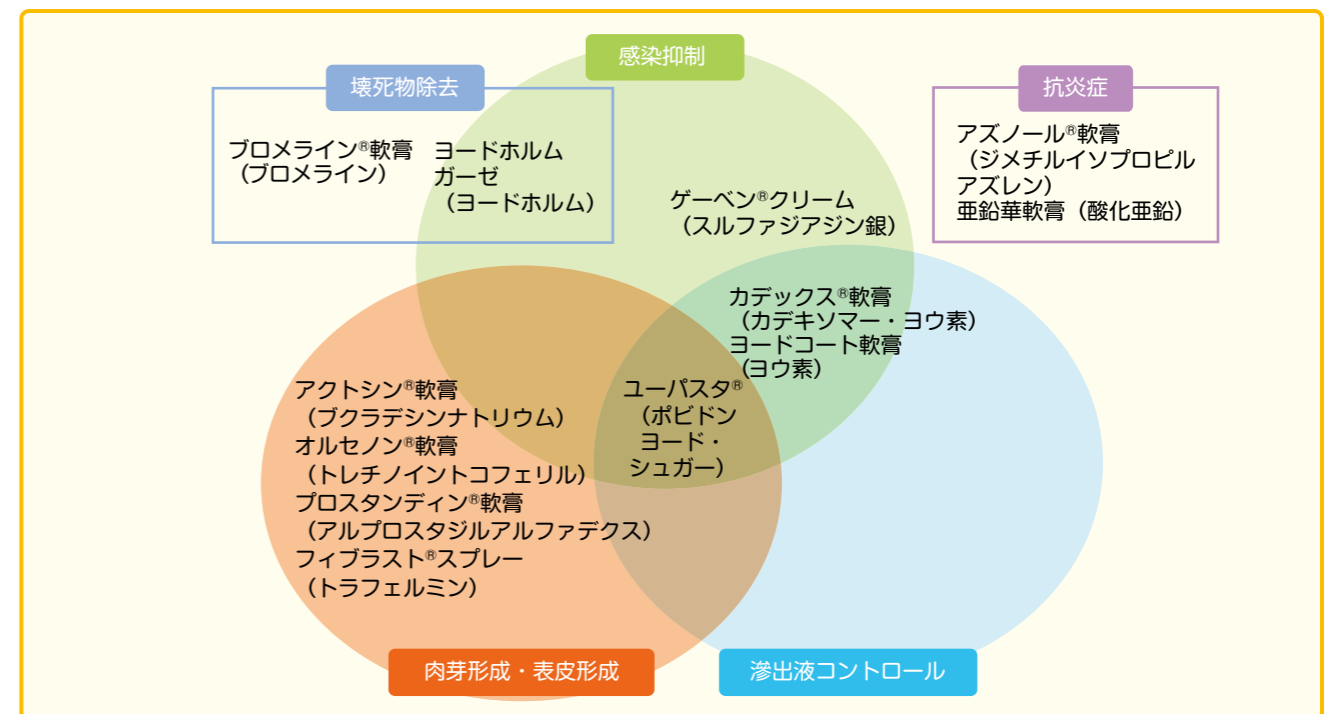 感染抑制
壊死物除去
ブロメライン®軟膏
（ブロメライン）
ヨードホルム
ガーゼ
（ヨードホルム）
抗炎症
アズノール®軟膏
（ジメチルイソプロピル
アズレン）
亜鉛華軟膏（酸化亜鉛）
ゲーベン®クリーム
（スルファジアジン銀）
カデックス®軟膏
（カデキソマー・ヨウ素）
ヨードコート軟膏
（ヨウ素）
アクトシン®軟膏
（ブクラデシンナトリウム）
オルセノン®軟膏
（トレチノイントコフェリル）
プロスタンディン®軟膏
（アルプロスタジルアルファデクス）
フィブラスト®スプレー
（トラフェルミン）
ユーパスタ®
（ポビドン
ヨード・
シュガー）
肉芽形成・表皮形成
滲出液コントロール